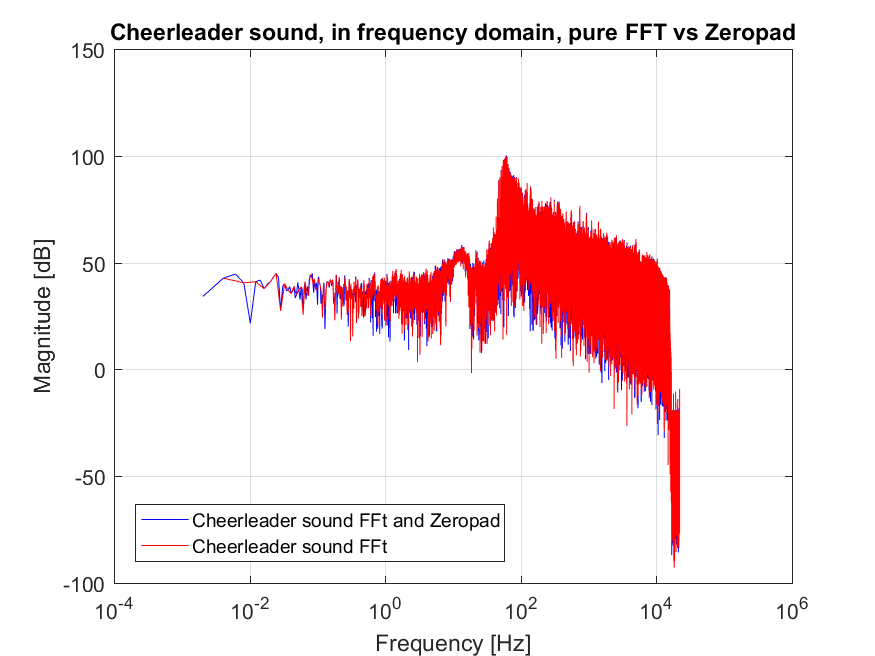 Cheerleader sound, in frequency domain, pure FFT vs Zeropad
150
100
50
0
-50
-100
Magnitude [dB]
Cheerleader sound FFt and Zeropad
Cheerleader sound FFt
10^-4
10^-2
10^0
10^2
10^4
10^6
Frequency [Hz]